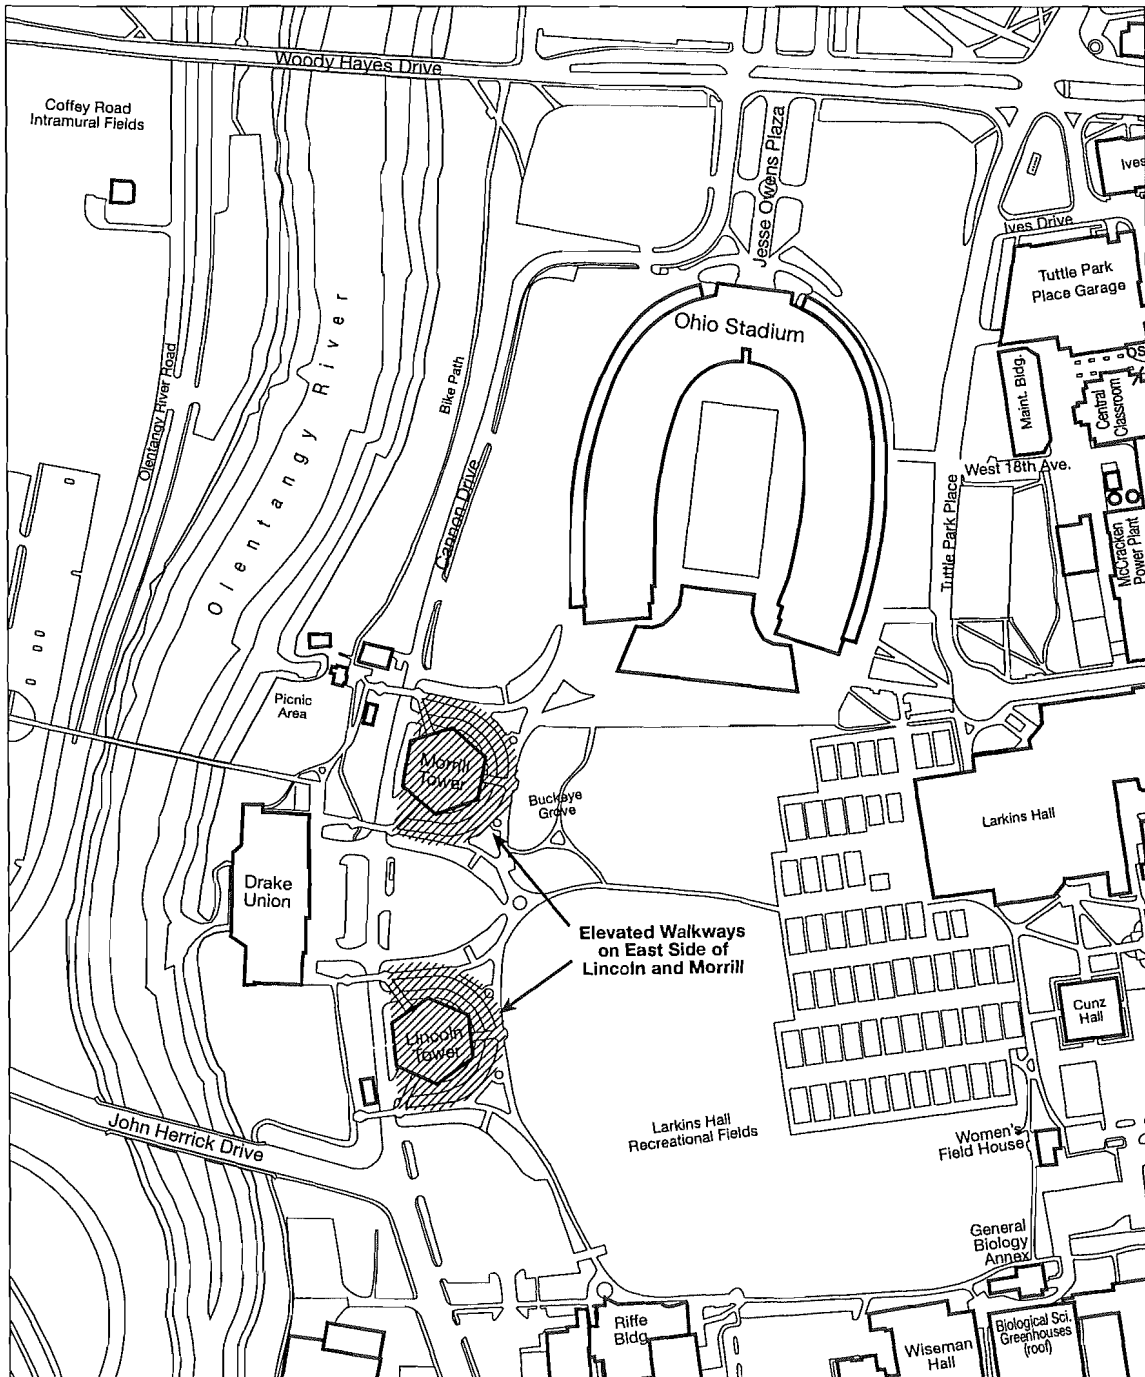 Woody Hayes Drive
Coffey Road
Intramural Fields
Jesse Owens Plaza
Ives
Ives Drive
Tuttle Park
Place Garage
Ohio Stadium
Olentangy River
Olentangy River Road
Bike Path
Cannon Drive
Maint. Bldg.
Central
Classroom
West 18th Ave.
Tuttle Park Place
McCracken
Power Plant
Picnic
Area
Morrill
Tower
Buckeye
Grove
Larkins Hall
Drake
Union
Elevated Walkways
on East Side of
Lincoln and Morrill
Lincoln
Tower
Cunz
Hall
John Herrick Drive
Larkins Hall
Recreational Fields
Women's
Field House
General
Biology
Annex
Riffe
Bldg.
Wiseman
Hall
Biological Sci.
Greenhouses
(roof)